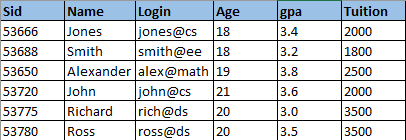 Sid Name Login Age gpa Tuition
53666 Jones jones@cs 18 3.4 2000
53688 Smith smith@ee 18 3.2 1800
53650 Alexander alex@math 19 3.8 2500
53720 John john@cs 21 3.6 2000
53775 Richard rich@ds 20 3.0 3500
53780 Ross ross@ds 20 3.5 3500